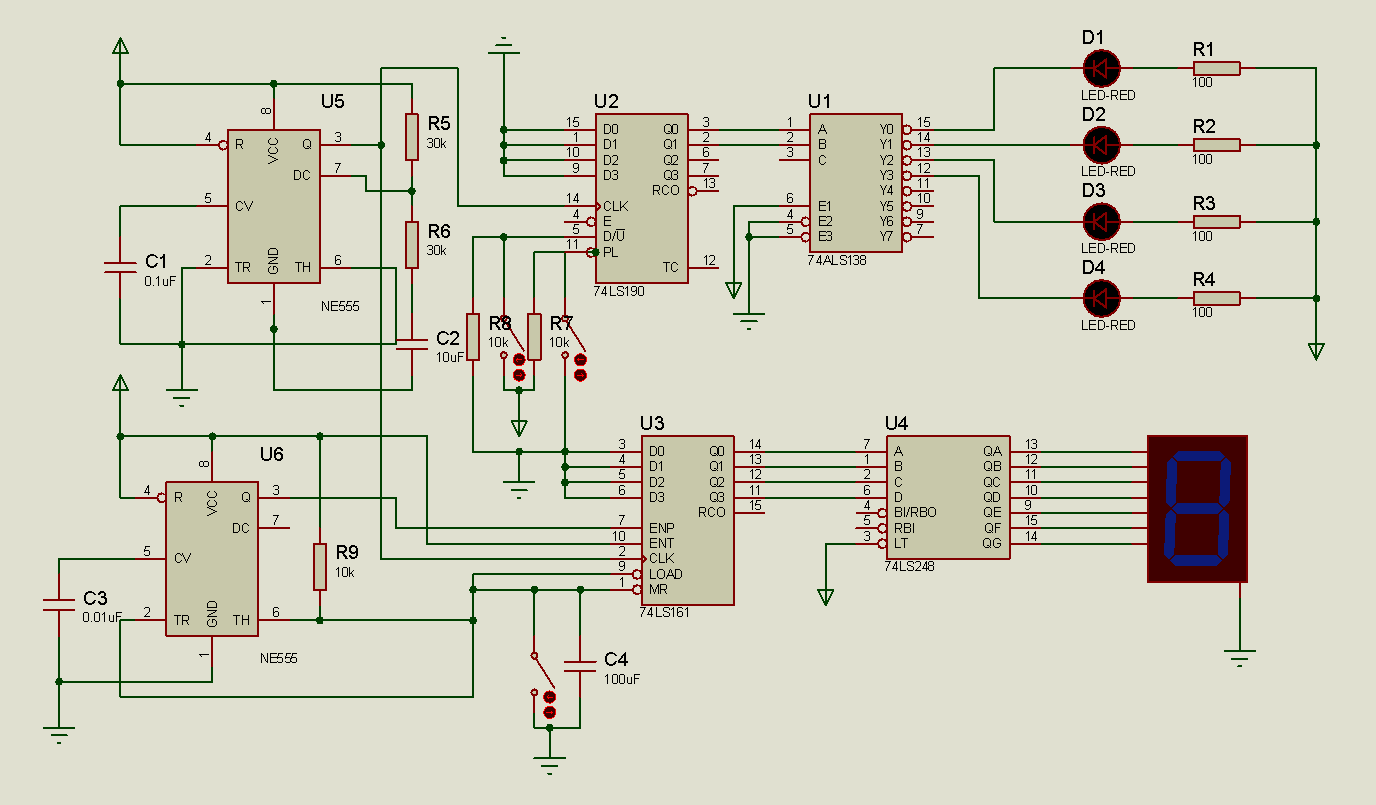 U5
NE555
4 R
5 CV
2 TR
8 VCC
1 GND
Q 3
DC 7
TH 6
R5
30k
R6
30k
C1
0.1uF
C2
10uF
U2
74LS190
15 D0
1 D1
10 D2
9 D3
14 CLK
4 E
5 D/U
11 PL
Q0 3
Q1 2
Q2 6
Q3 7
RCO 13
TC 12
U1
74ALS138
1 A
2 B
3 C
6 E1
4 E2
5 E3
Y0 15
Y1 14
Y2 13
Y3 12
Y4 11
Y5 10
Y6 9
Y7 7
D1
LED-RED
R1
100
D2
LED-RED
R2
100
D3
LED-RED
R3
100
D4
LED-RED
R4
100
R8
10k
R7
10k
U6
NE555
4 R
5 CV
2 TR
8 VCC
1 GND
Q 3
DC 7
TH 6
R9
10k
C3
0.01uF
U3
74LS161
3 D0
4 D1
5 D2
6 D3
7 ENP
10 ENT
2 CLK
9 LOAD
1 MR
Q0 14
Q1 13
Q2 12
Q3 11
RCO 15
C4
100uF
U4
74LS248
7 A
1 B
2 C
6 D
4 BI/RBO
5 RBI
3 LT
QA 13
QB 12
QC 11
QD 10
QE 9
QF 15
QG 14